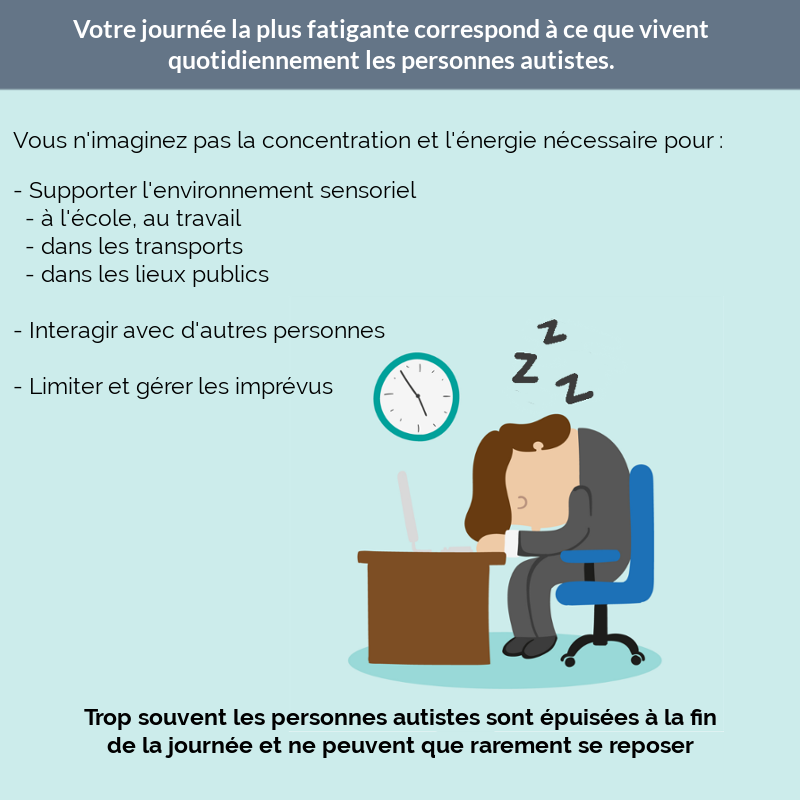 Votre journée la plus fatigante correspond à ce que vivent
quotidiennement les personnes autistes.
Vous n'imaginez pas la concentration et l'énergie nécessaire pour :
- Supporter l'environnement sensoriel
- à l'école, au travail
- dans les transports
- dans les lieux publics
- Interagir avec d'autres personnes
- Limiter et gérer les imprévus
z
z
z
Trop souvent les personnes autistes sont épuisées à la fin
de la journée et ne peuvent que rarement se reposer